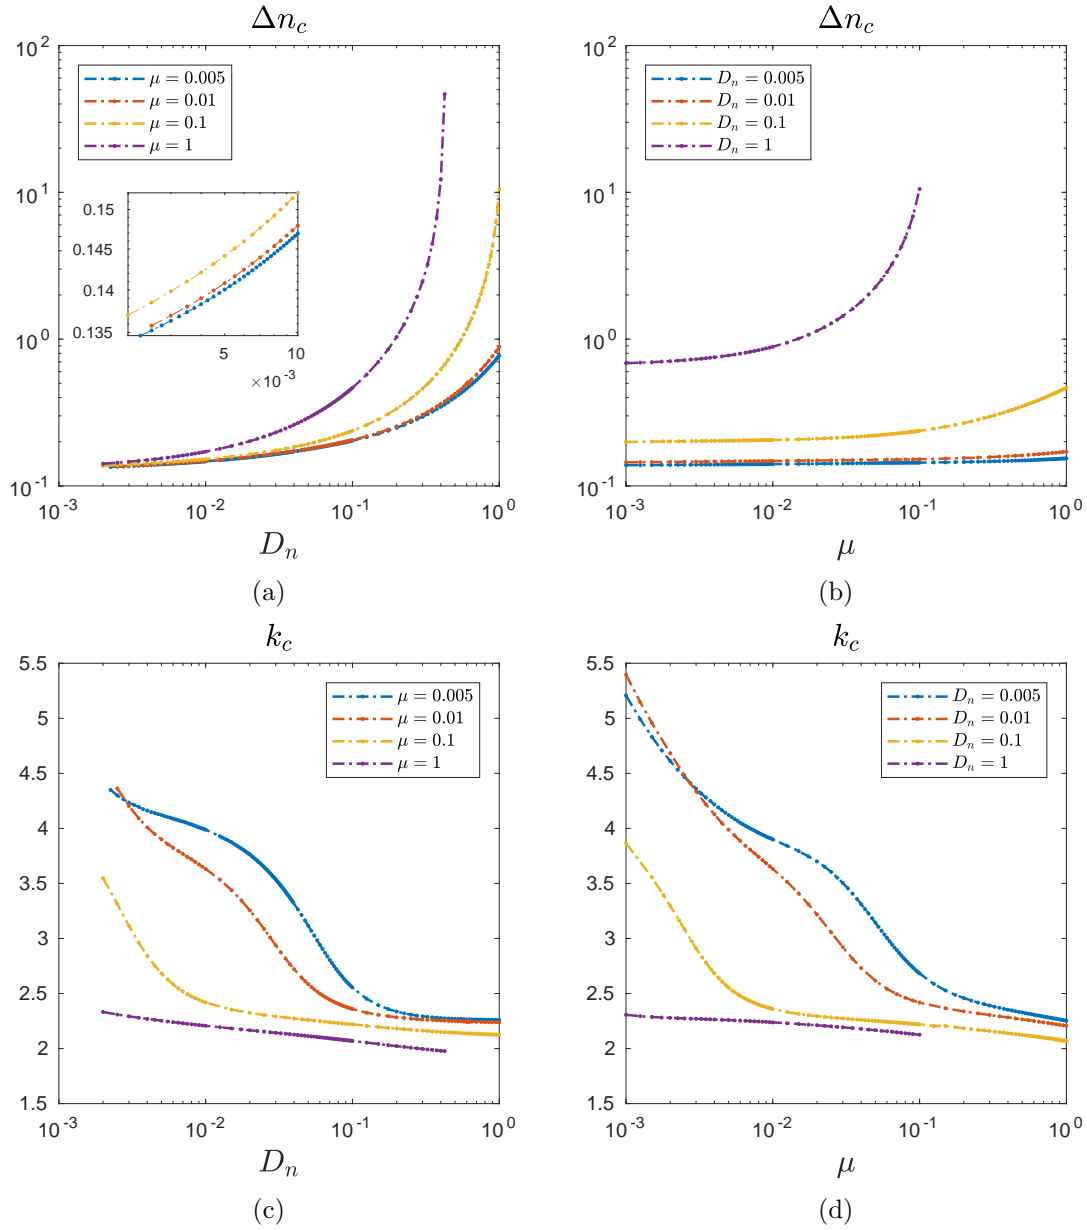 Δn_c
10^2
10^1
10^0
10^-1
μ = 0.005
μ = 0.01
μ = 0.1
μ = 1
0.15
0.145
0.14
0.135
5 10
×10^-3
10^-3 10^-2 10^-1 10^0
D_n
(a)
Δn_c
10^2
10^1
10^0
10^-1
D_n = 0.005
D_n = 0.01
D_n = 0.1
D_n = 1
10^-3 10^-2 10^-1 10^0
μ
(b)
k_c
5.5
5
4.5
4
3.5
3
2.5
2
1.5
μ = 0.005
μ = 0.01
μ = 0.1
μ = 1
10^-3 10^-2 10^-1 10^0
D_n
(c)
k_c
5.5
5
4.5
4
3.5
3
2.5
2
1.5
D_n = 0.005
D_n = 0.01
D_n = 0.1
D_n = 1
10^-3 10^-2 10^-1 10^0
μ
(d)